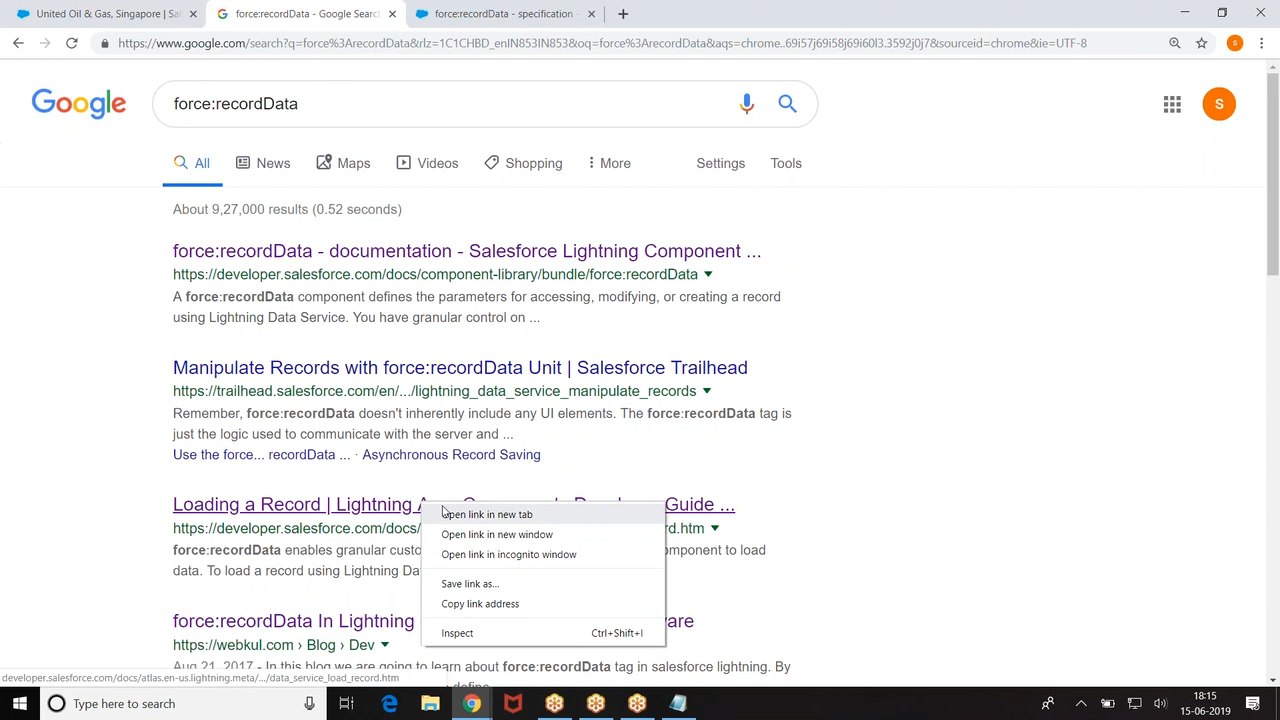 United Oil & Gas, Singapore | Sal
force:recordData - Google Search
force:recordData - specification -
https://www.google.com/search?q=force%3ArecordData&rlz=1C1CHBD_enIN853IN853&oq=force%3ArecordData&aqs=chrome..69i57j69i58j69i60l3.3592j0j7&sourceid=chrome&ie=UTF-8
S
Google
force:recordData
S
All
News
Maps
Videos
Shopping
More
Settings
Tools
About 9,27,000 results (0.52 seconds)
force:recordData - documentation - Salesforce Lightning Component ...
https://developer.salesforce.com/docs/component-library/bundle/force:recordData
A force:recordData component defines the parameters for accessing, modifying, or creating a record
using Lightning Data Service. You have granular control on ...
Manipulate Records with force:recordData Unit | Salesforce Trailhead
https://trailhead.salesforce.com/en/.../lightning_data_service_manipulate_records
Remember, force:recordData doesn't inherently include any UI elements. The force:recordData tag is
just the logic used to communicate with the server and ...
Use the force... recordData ... · Asynchronous Record Saving
Loading a Record | Lightning Guide ...
https://developer.salesforce.com/docs/ rd.htm
force:recordData enables granular component to load
data. To load a record using Lightning
Open link in new tab
Open link in new window
Open link in incognito window
Save link as...
Copy link address
Inspect Ctrl+Shift+I
force:recordData In Lightning
https://webkul.com › Blog › Dev
Aug 21, 2017 - In this blog we are going to learn about force:recordData tag in salesforce lightning. By
developer.salesforce.com/docs/atlas.en-us.lightning.meta/.../data_service_load_record.htm
Type here to search
18:15
15-06-2019